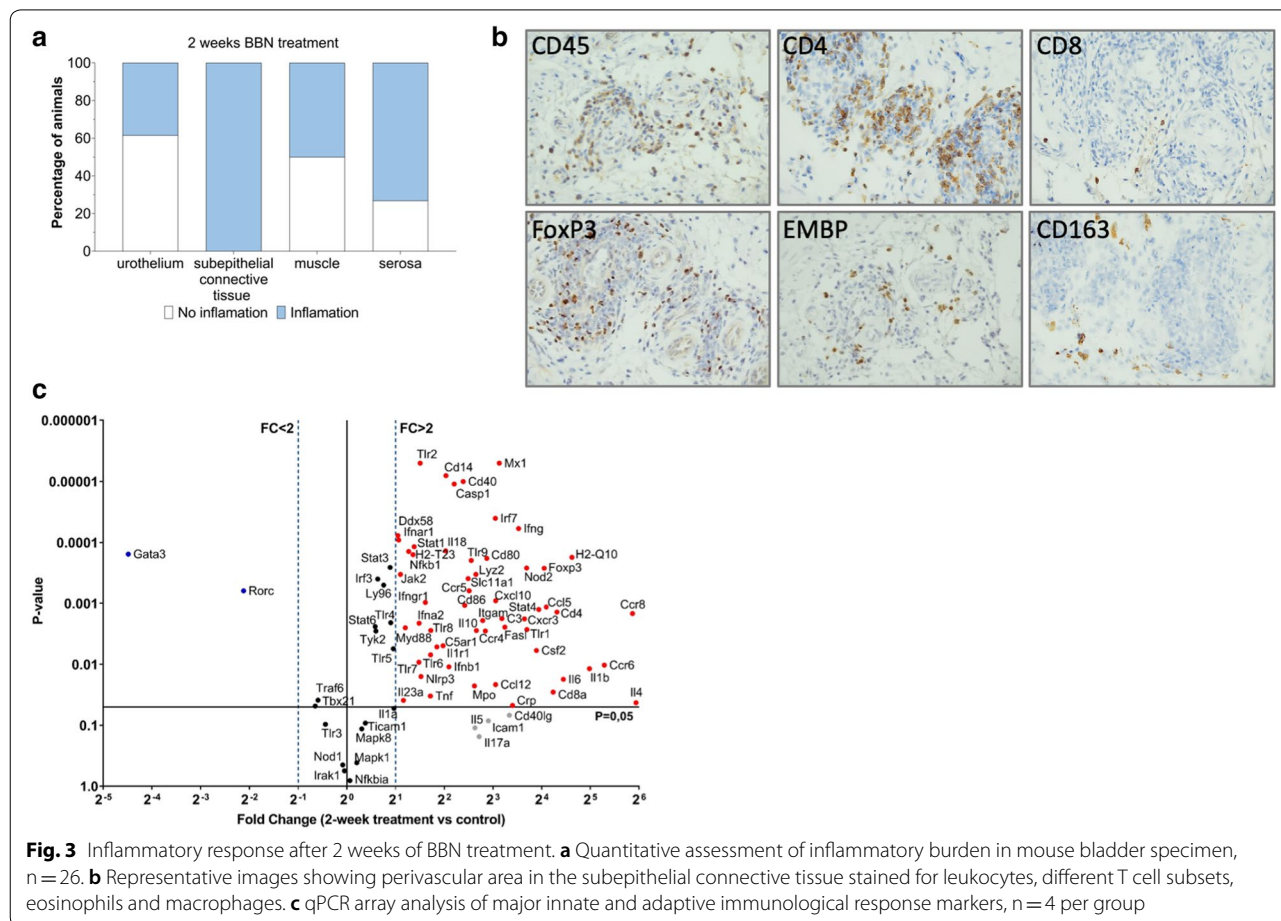 a
2 weeks BBN treatment
100
80
60
40
20
0
Percentage of animals
urothelium
subepithelial
connective
tissue
muscle
serosa
No inflamation
Inflamation
b
CD45
CD4
CD8
FoxP3
EMBP
CD163
c
0.000001
0.00001
0.0001
0.001
0.01
0.1
1.0
P-value
FC<2
FC>2
Tlr2
Mx1
Cd14
Cd40
Casp1
Irf7
Ifng
Ddx58
Ifnar1
Stat1
Il18
H2-T23
Nfkb1
Tlr9
Cd80
H2-Q10
Gata3
Stat3
Jak2
Lyz2
Nod2
Foxp3
Irf3
Slc11a1
Ly96
Ccr5
Rorc
Ifngr1
Cd86
Cxcl10
Stat4
Ccl5
Cd4
Ccr8
Tlr4
Itgam
Stat6
Ifna2
Il10
C3
Cxcr3
Tyk2
Myd88
Tlr8
Ccr4
Fasl
Tlr1
Tlr5
C5ar1
Il1r1
Csf2
Tlr7
Tlr6
Ifnb1
Ccr6
Il1b
Nlrp3
Ccl12
Il6
Traf6
Tbx21
Il23a
Tnf
Mpo
Crp
Cd8a
Il4
Il1a
P=0,05
Cd40lg
Tlr3
Ticam1
Mapk8
Il5
Icam1
Il17a
Nod1
Mapk1
Irak1
Nfkbia
2-5
2-4
2-3
2-2
2-1
20
21
22
23
24
25
26
Fold Change (2-week treatment vs control)
Fig. 3 Inflammatory response after 2 weeks of BBN treatment. a Quantitative assessment of inflammatory burden in mouse bladder specimen,
n = 26. b Representative images showing perivascular area in the subepithelial connective tissue stained for leukocytes, different T cell subsets,
eosinophils and macrophages. c qPCR array analysis of major innate and adaptive immunological response markers, n = 4 per group